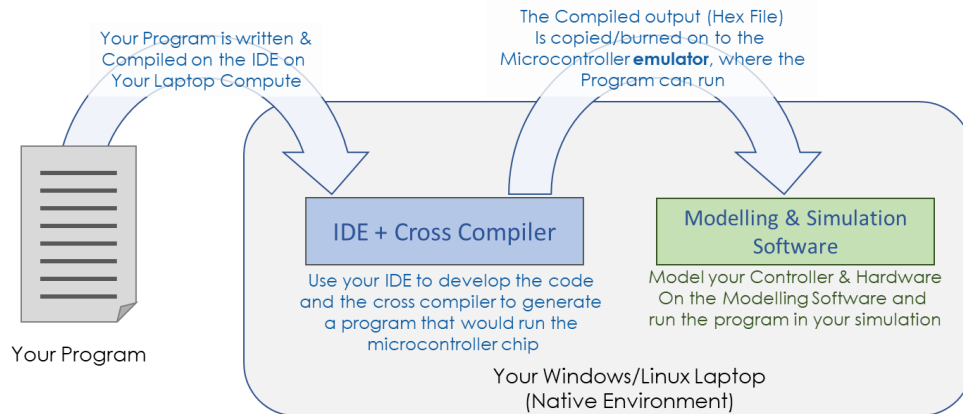 Your Program is written &
Compiled on the IDE on
Your Laptop Compute
The Compiled output (Hex File)
Is copied/burned on to the
Microcontroller emulator, where the
Program can run
IDE + Cross Compiler
Use your IDE to develop the code
and the cross compiler to generate
a program that would run the
microcontroller chip
Modelling & Simulation
Software
Model your Controller & Hardware
On the Modelling Software and
run the program in your simulation
Your Program
Your Windows/Linux Laptop
(Native Environment)